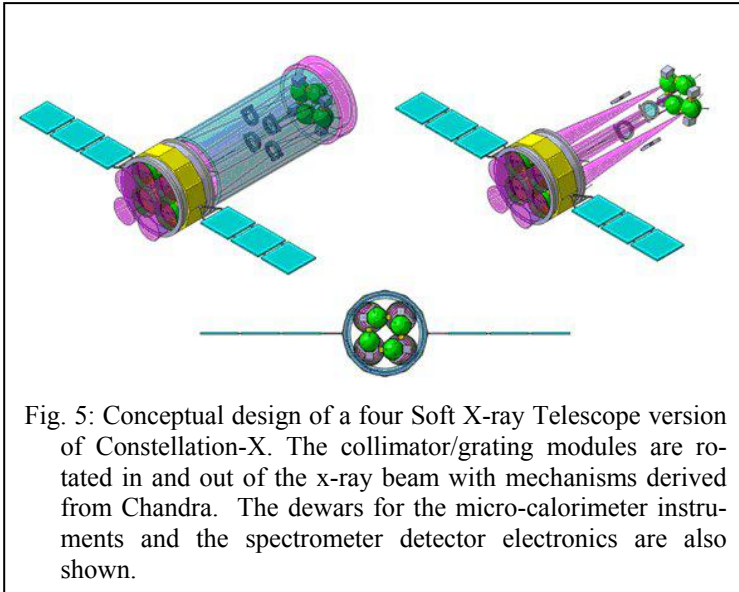 Fig. 5: Conceptual design of a four Soft X-ray Telescope version
of Constellation-X. The collimator/grating modules are ro-
tated in and out of the x-ray beam with mechanisms derived
from Chandra. The dewars for the micro-calorimeter instru-
ments and the spectrometer detector electronics are also
shown.